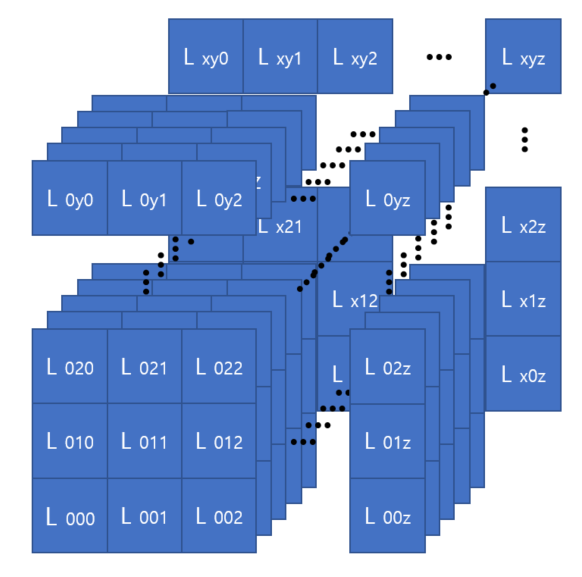 L xy0 L xy1 L xy2 ••• L xyz
z
L 0y0 L 0y1 L 0y2 ••• L 0yz
L x21 L x2z
L x12 L x1z
L 020 L 021 L 022 L 02z
L L x0z
L 010 L 011 L 012 ••• L 01z
L 000 L 001 L 002 L 00z